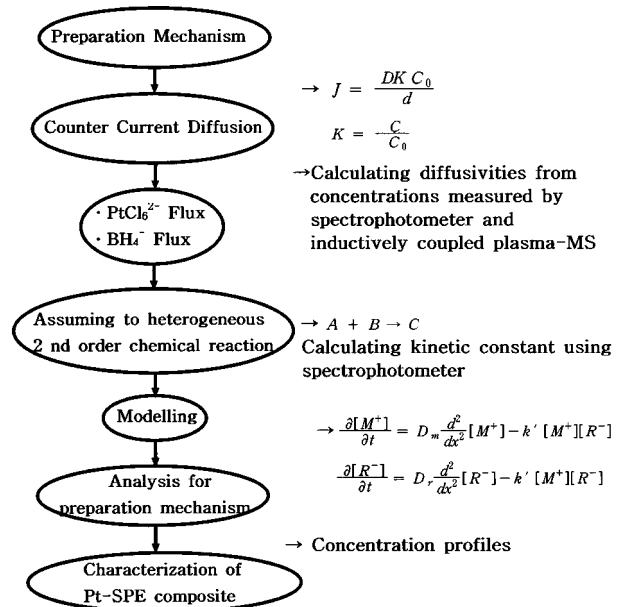 Preparation Mechanism
Counter Current Diffusion
→ J = DK C₀ / d
K = C / C₀
→Calculating diffusivities from
concentrations measured by
spectrophotometer and
inductively coupled plasma-MS
· PtCl₆²⁻ Flux
· BH₄⁻ Flux
Assuming to heterogeneous
2 nd order chemical reaction
→ A + B → C
Calculating kinetic constant using
spectrophotometer
Modelling
→ ∂[M⁺]/∂t = Dₘ d²/dx² [M⁺] − k′ [M⁺][R⁻]
∂[R⁻]/∂t = Dᵣ d²/dx² [R⁻] − k′ [M⁺][R⁻]
Analysis for
preparation mechanism
→ Concentration profiles
Characterization of
Pt-SPE composite